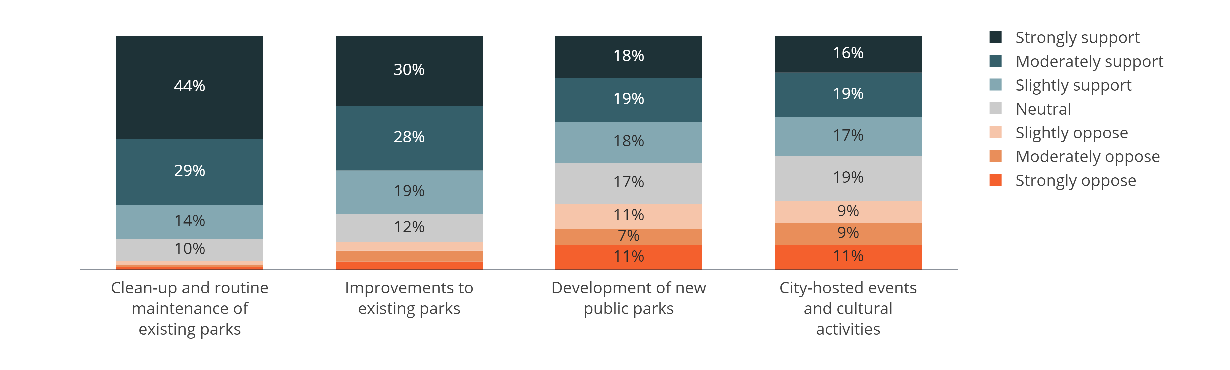 44%
29%
14%
10%
30%
28%
19%
12%
18%
19%
18%
17%
11%
7%
11%
16%
19%
17%
19%
9%
9%
11%
Clean-up and routine
maintenance of
existing parks
Improvements to
existing parks
Development of new
public parks
City-hosted events
and cultural
activities
Strongly support
Moderately support
Slightly support
Neutral
Slightly oppose
Moderately oppose
Strongly oppose